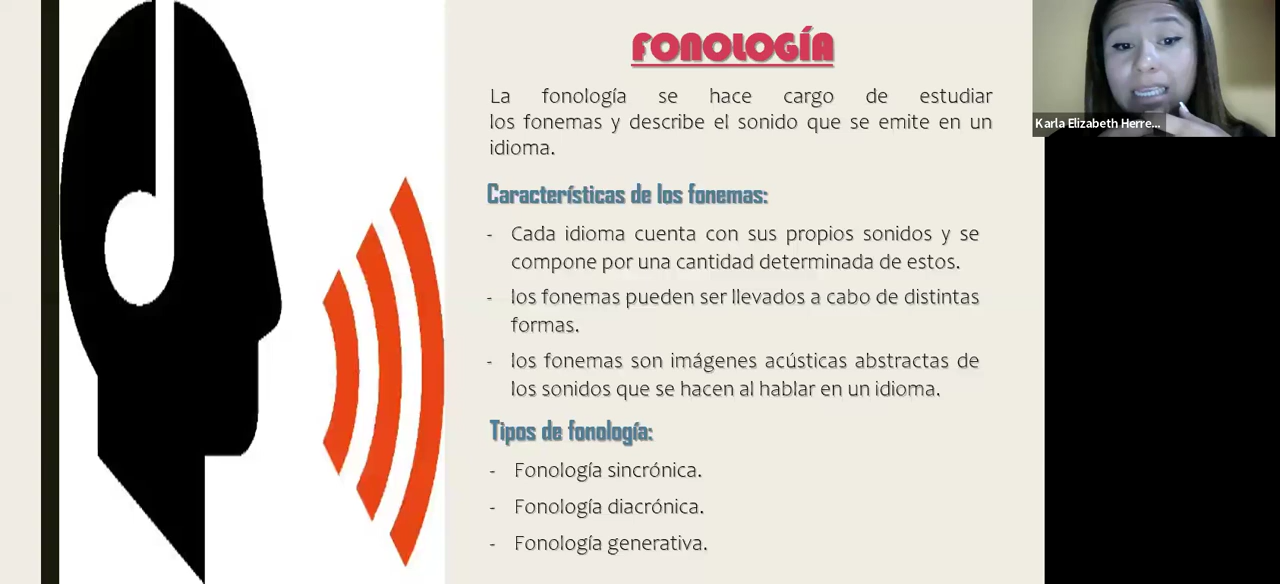 FONOLOGÍA
La fonología se hace cargo de estudiar
los fonemas y describe el sonido que se emite en un
idioma.
Características de los fonemas:
- Cada idioma cuenta con sus propios sonidos y se
compone por una cantidad determinada de estos.
- los fonemas pueden ser llevados a cabo de distintas
formas.
- los fonemas son imágenes acústicas abstractas de
los sonidos que se hacen al hablar en un idioma.
Tipos de fonología:
- Fonología sincrónica.
- Fonología diacrónica.
- Fonología generativa.
Karla Elizabeth Herre...